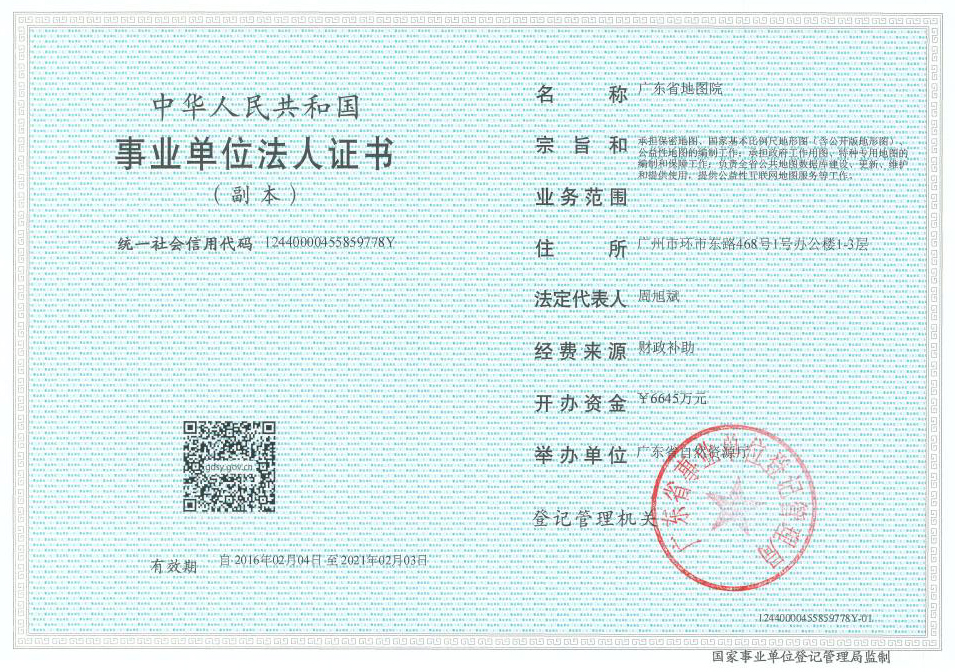 中华人民共和国
事业单位法人证书
（副本）
统一社会信用代码 12440000455859778Y
gdsy.gov.cn
有效期 自 2016年02月04日 至 2021年02月03日
名称 广东省地图院
宗旨和
业务范围
承担保密地图、国家基本比例尺地形图（含公开版地形图）、
公益性地图的编制工作；承担政府工作用图、特种专用地图的
编制和保障工作；负责全省公共地图数据库建设、更新、维护
和提供使用，提供公益性互联网地图服务等工作。
住所 广州市环市东路468号1号办公楼1-3层
法定代表人 周旭斌
经费来源 财政补助
开办资金 ￥6645万元
举办单位 广东省自然资源厅
登记管理机关
广东省事业单位登记管理局
12440000455859778Y-01
国家事业单位登记管理局监制